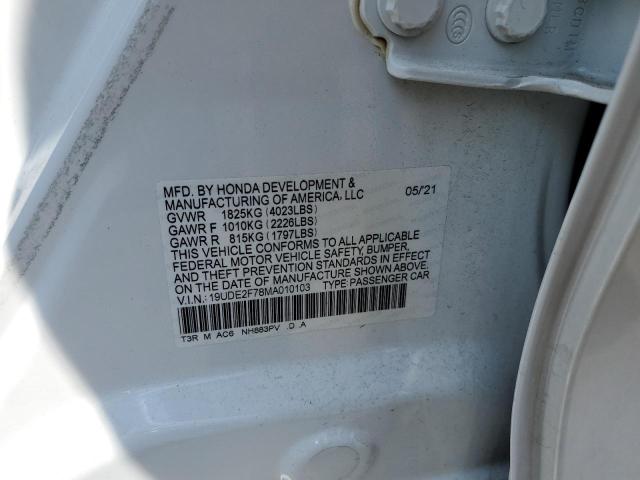 MFD. BY HONDA DEVELOPMENT &
MANUFACTURING OF AMERICA, LLC 05/21
GVWR 1825KG (4023LBS)
GAWR F 1010KG (2226LBS)
GAWR R 815KG (1797LBS)
THIS VEHICLE CONFORMS TO ALL APPLICABLE
FEDERAL MOTOR VEHICLE SAFETY, BUMPER,
AND THEFT PREVENTION STANDARDS IN EFFECT
ON THE DATE OF MANUFACTURE SHOWN ABOVE.
V.I.N.: 19UDE2F78MA010103 TYPE: PASSENGER CAR
T3R M AC6 NH883PV .D .A